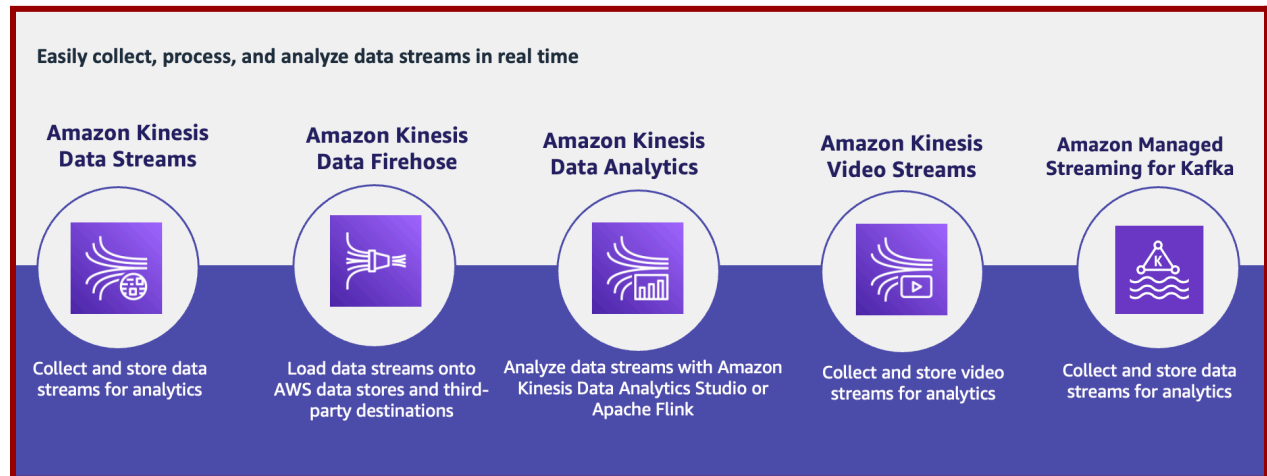 Easily collect, process, and analyze data streams in real time
Amazon Kinesis
Data Streams
Amazon Kinesis
Data Firehose
Amazon Kinesis
Data Analytics
Amazon Kinesis
Video Streams
Amazon Managed
Streaming for Kafka
K
Collect and store data
streams for analytics
Load data streams onto
AWS data stores and third-
party destinations
Analyze data streams with Amazon
Kinesis Data Analytics Studio or
Apache Flink
Collect and store video
streams for analytics
Collect and store data
streams for analytics